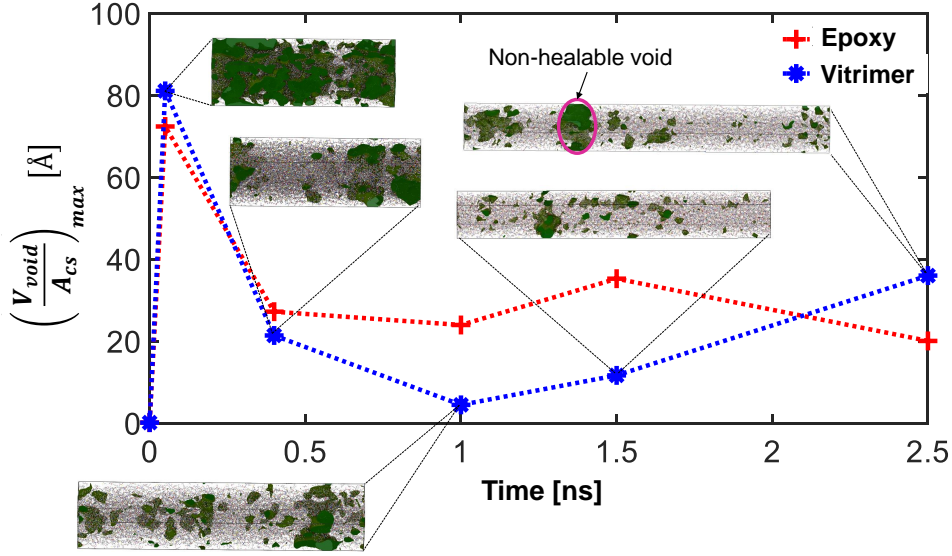 100
80
60
40
20
0
(V_void / A_cs)_max [Å]
Non-healable void
Epoxy
Vitrimer
0 0.5 1 1.5 2 2.5
Time [ns]